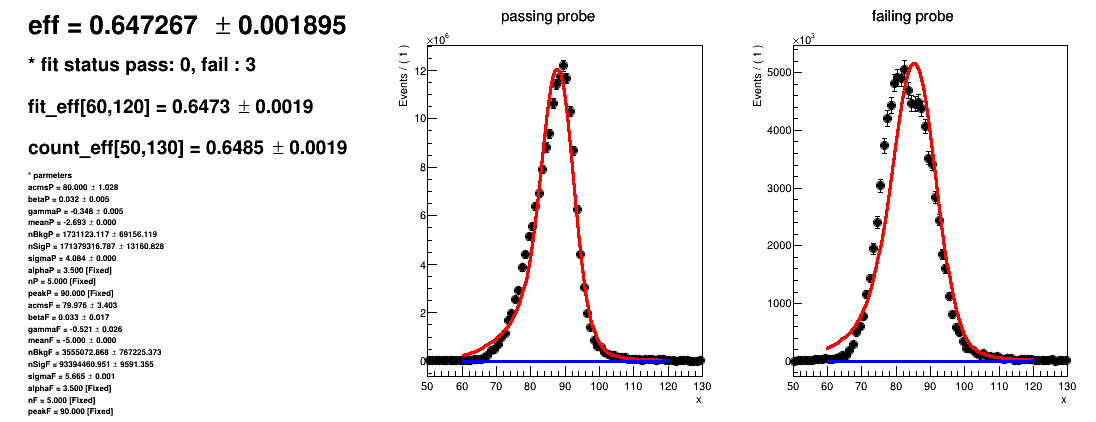 eff = 0.647267 ± 0.001895
* fit status pass: 0, fail : 3
fit_eff[60,120] = 0.6473 ± 0.0019
count_eff[50,130] = 0.6485 ± 0.0019
* parmeters
acmsP = 80.000 ± 1.028
betaP = 0.032 ± 0.005
gammaP = -0.348 ± 0.005
meanP = -2.693 ± 0.000
nBkgP = 1731123.117 ± 69156.119
nSigP = 171379316.787 ± 13160.828
sigmaP = 4.084 ± 0.000
alphaP = 3.500 [Fixed]
nP = 5.000 [Fixed]
peakP = 90.000 [Fixed]
acmsF = 79.976 ± 3.403
betaF = 0.033 ± 0.017
gammaF = -0.521 ± 0.026
meanF = -5.000 ± 0.000
nBkgF = 3555072.868 ± 767225.373
nSigF = 93394460.951 ± 9591.355
sigmaF = 5.665 ± 0.001
alphaF = 3.500 [Fixed]
nF = 5.000 [Fixed]
peakF = 90.000 [Fixed]
passing probe
×10⁶
Events / ( 1 )
12
10
8
6
4
2
0
50 60 70 80 90 100 110 120 130
x
failing probe
×10³
Events / ( 1 )
5000
4000
3000
2000
1000
0
50 60 70 80 90 100 110 120 130
x